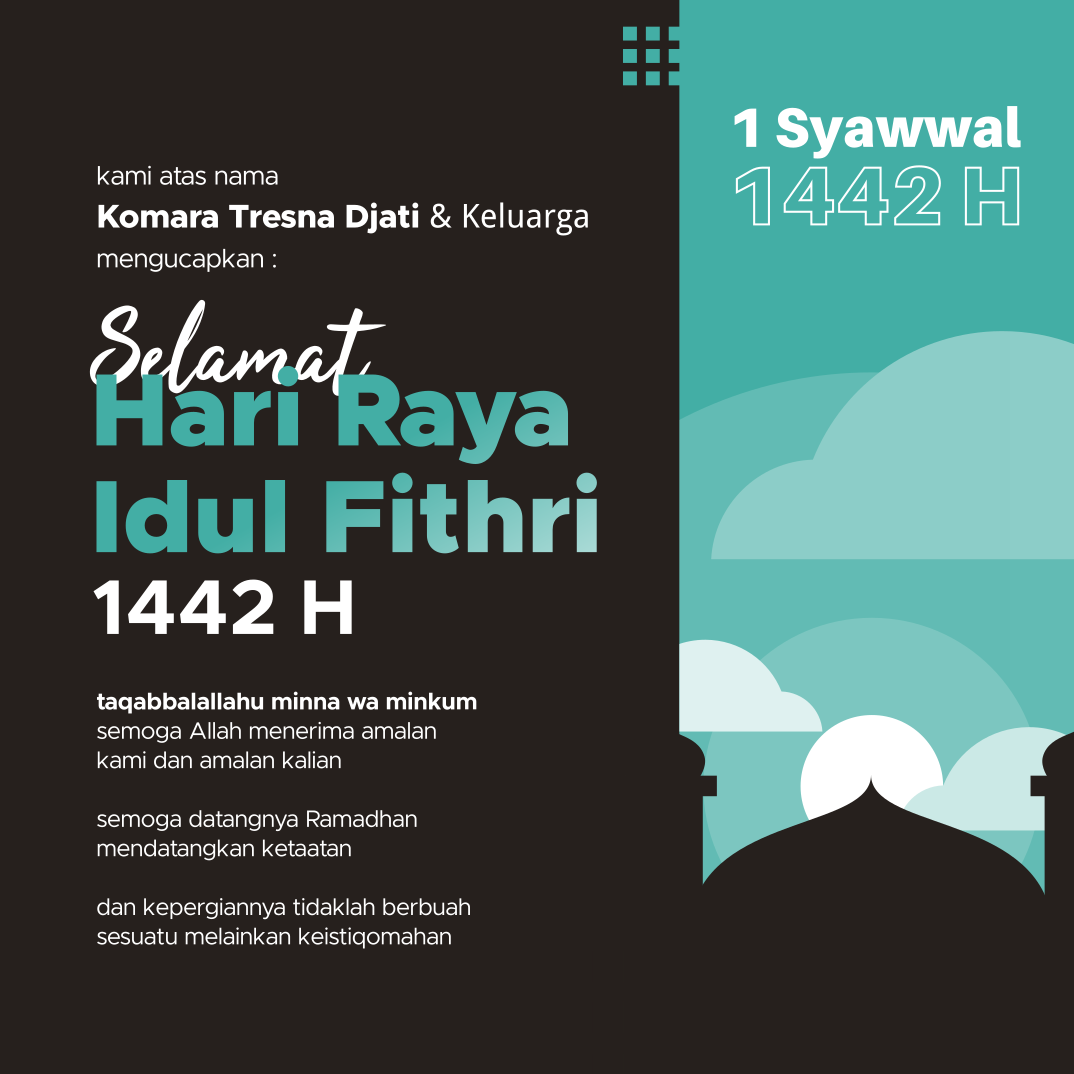 1 Syawwal
1442 H
kami atas nama
Komara Tresna Djati & Keluarga
mengucapkan :
Selamat
Hari Raya
Idul Fithri
1442 H
taqabbalallahu minna wa minkum
semoga Allah menerima amalan
kami dan amalan kalian
semoga datangnya Ramadhan
mendatangkan ketaatan
dan kepergiannya tidaklah berbuah
sesuatu melainkan keistiqomahan